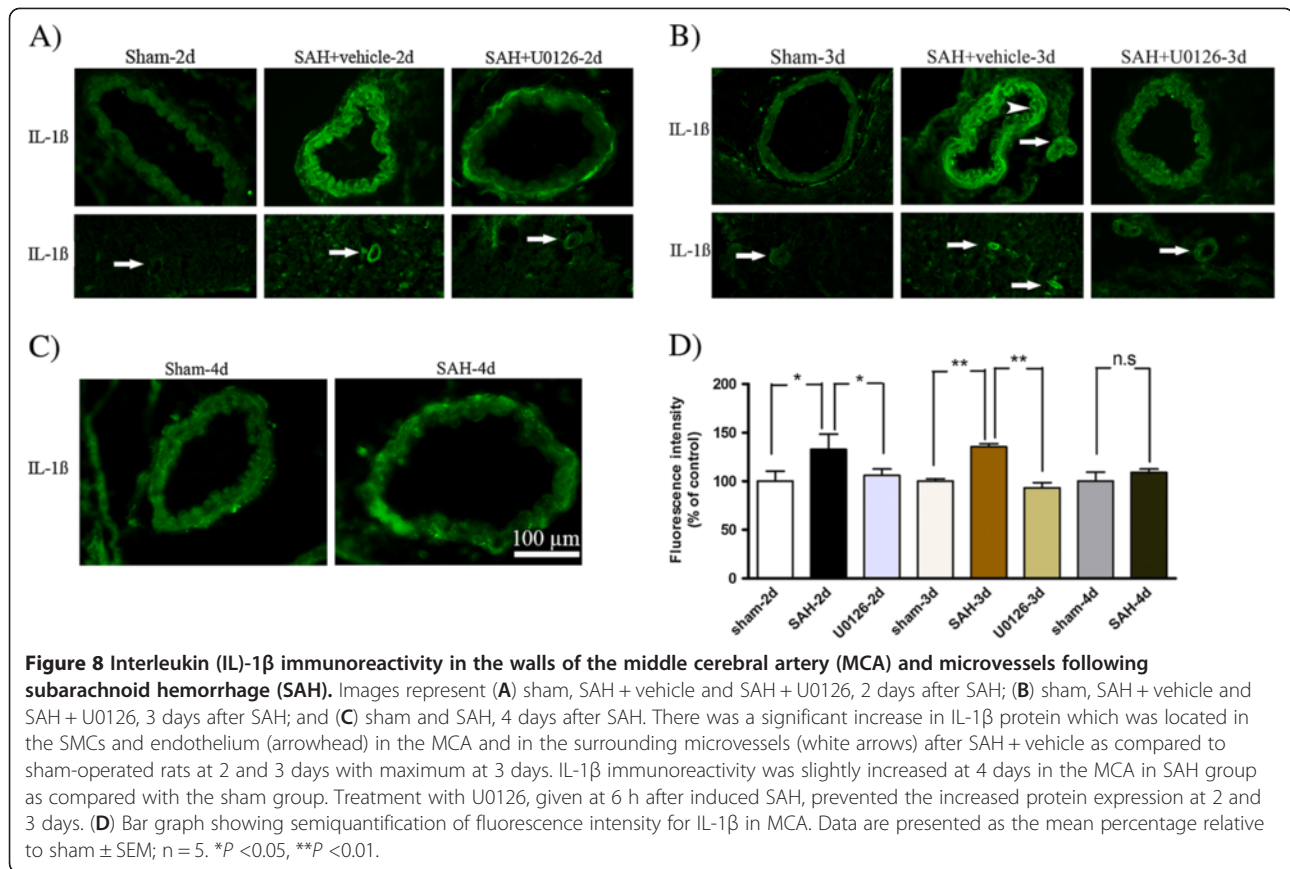 A)
Sham-2d SAH+vehicle-2d SAH+U0126-2d
IL-1ß
IL-1ß
B)
Sham-3d SAH+vehicle-3d SAH+U0126-3d
IL-1ß
IL-1ß
C)
Sham-4d SAH-4d
IL-1ß
100 µm
D)
* * ** ** n.s
Fluorescence intensity
(% of control)
200
150
100
50
0
sham-2d SAH-2d U0126-2d sham-3d SAH-3d U0126-3d sham-4d SAH-4d
Figure 8 Interleukin (IL)-1β immunoreactivity in the walls of the middle cerebral artery (MCA) and microvessels following
subarachnoid hemorrhage (SAH). Images represent (A) sham, SAH + vehicle and SAH + U0126, 2 days after SAH; (B) sham, SAH + vehicle and
SAH + U0126, 3 days after SAH; and (C) sham and SAH, 4 days after SAH. There was a significant increase in IL-1β protein which was located in
the SMCs and endothelium (arrowhead) in the MCA and in the surrounding microvessels (white arrows) after SAH + vehicle as compared to
sham-operated rats at 2 and 3 days with maximum at 3 days. IL-1β immunoreactivity was slightly increased at 4 days in the MCA in SAH group
as compared with the sham group. Treatment with U0126, given at 6 h after induced SAH, prevented the increased protein expression at 2 and
3 days. (D) Bar graph showing semiquantification of fluorescence intensity for IL-1β in MCA. Data are presented as the mean percentage relative
to sham ± SEM; n = 5. *P <0.05, **P <0.01.